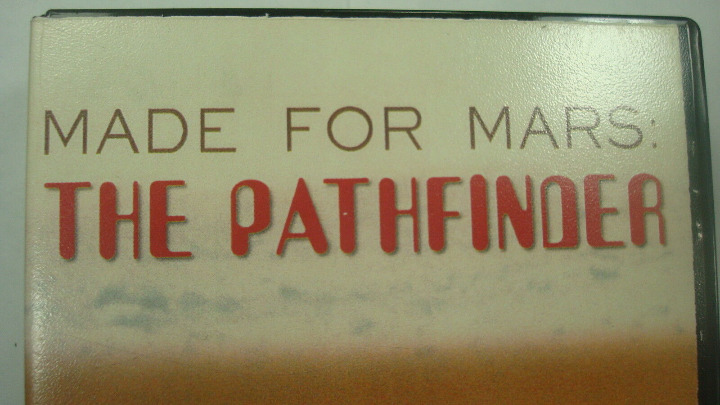 MADE FOR MARS:
THE PATHFINDER